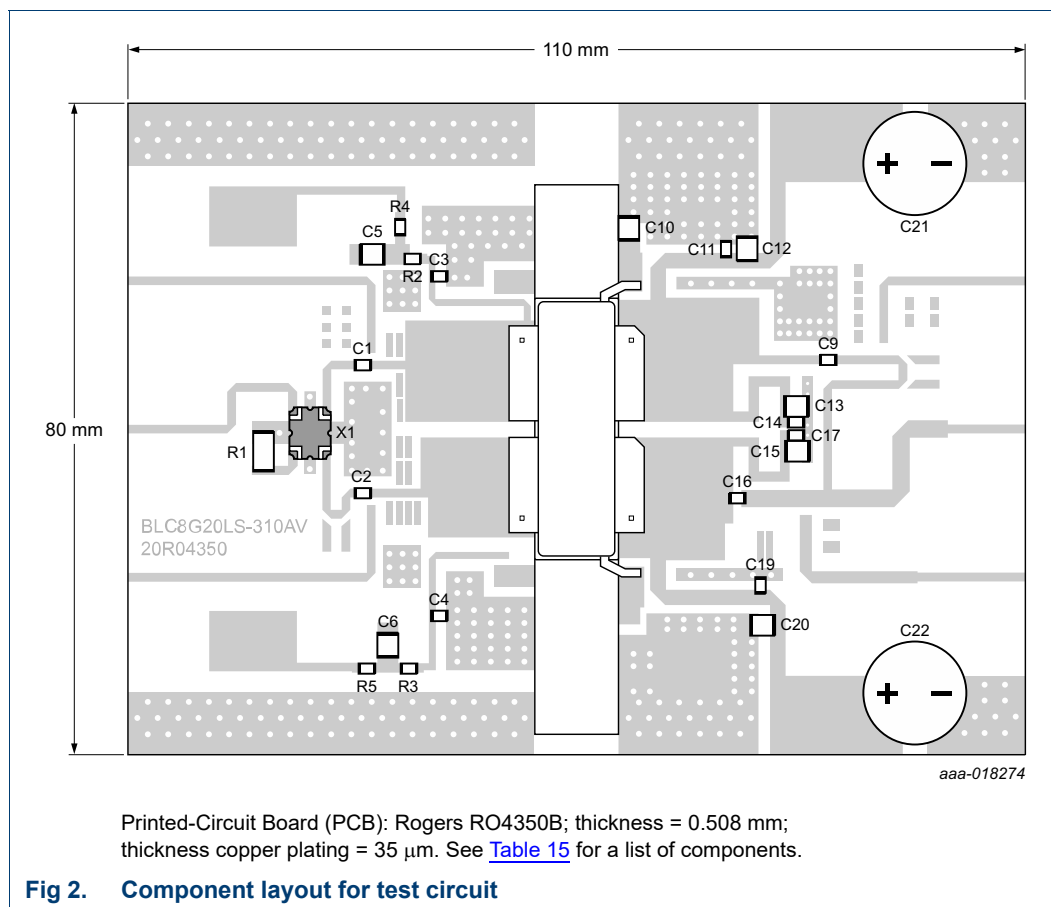 110 mm
80 mm
R4
C5
R2
C3
C10
C11
C12
+ −
C21
C1
C9
X1
R1
C13
C14
C17
C15
C2
C16
BLC8G20LS-310AV
20R04350
C19
C4
C20
C6
C22
+ −
R5
R3
aaa-018274
Printed-Circuit Board (PCB): Rogers RO4350B; thickness = 0.508 mm;
thickness copper plating = 35 μm. See Table 15 for a list of components.
Fig 2. Component layout for test circuit